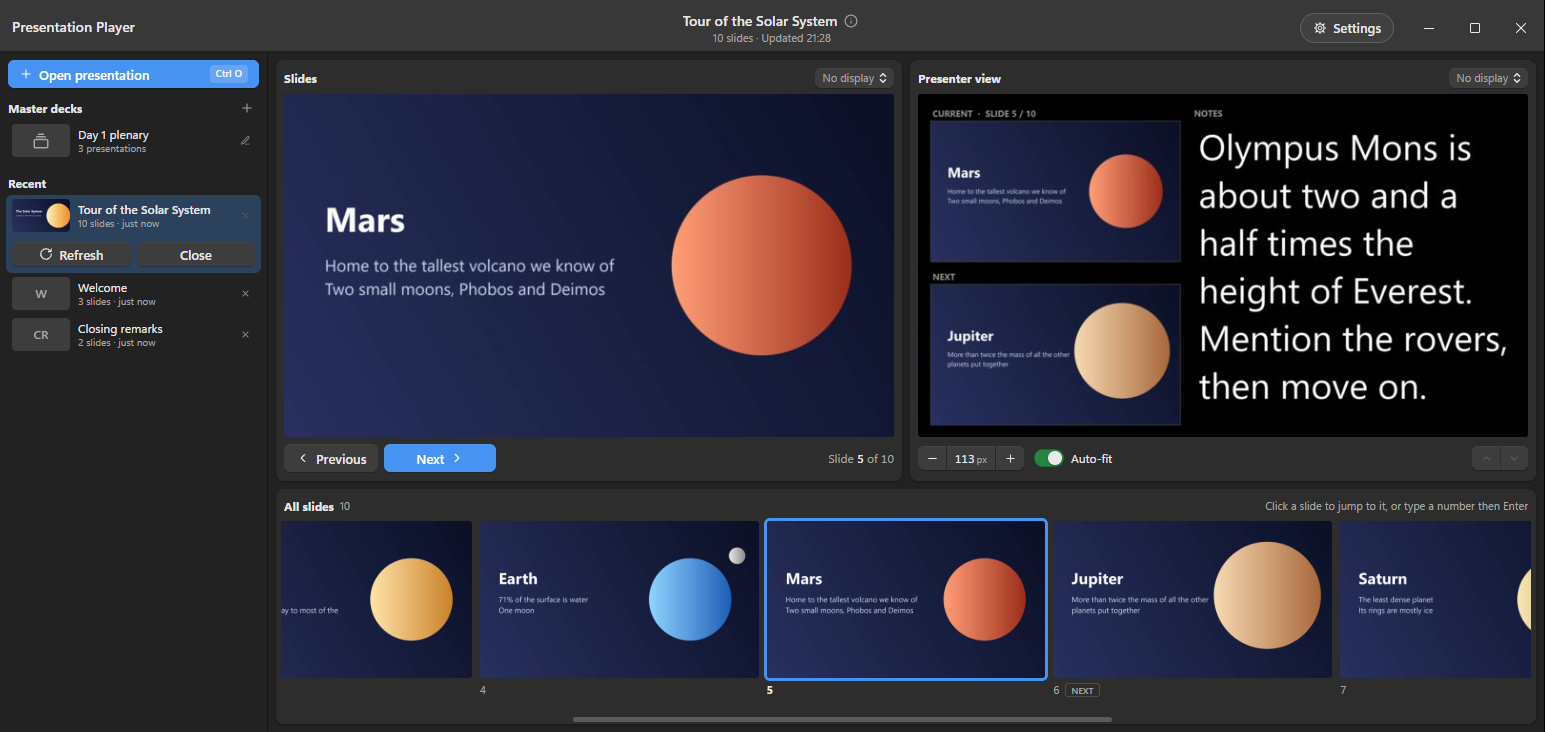 Presentation Player
Tour of the Solar System
10 slides · Updated 21:28
Settings
Open presentation
Ctrl O
Master decks
Day 1 plenary
3 presentations
Recent
Tour of the Solar System
10 slides · just now
Refresh
Close
W
Welcome
3 slides · just now
CR
Closing remarks
2 slides · just now
Slides
No display
Mars
Home to the tallest volcano we know of
Two small moons, Phobos and Deimos
Previous
Next
Slide 5 of 10
Presenter view
No display
CURRENT · SLIDE 5 / 10
Mars
Home to the tallest volcano we know of
Two small moons, Phobos and Deimos
NEXT
Jupiter
More than twice the mass of all the other
planets put together
NOTES
Olympus Mons is
about two and a
half times the
height of Everest.
Mention the rovers,
then move on.
113 px
Auto-fit
All slides 10
Click a slide to jump to it, or type a number then Enter
ay to most of the
Earth
71% of the surface is water
One moon
4
Mars
Home to the tallest volcano we know of
Two small moons, Phobos and Deimos
5
Jupiter
More than twice the mass of all the other
planets put together
6 NEXT
Saturn
The least dense planet
Its rings are mostly ice
7